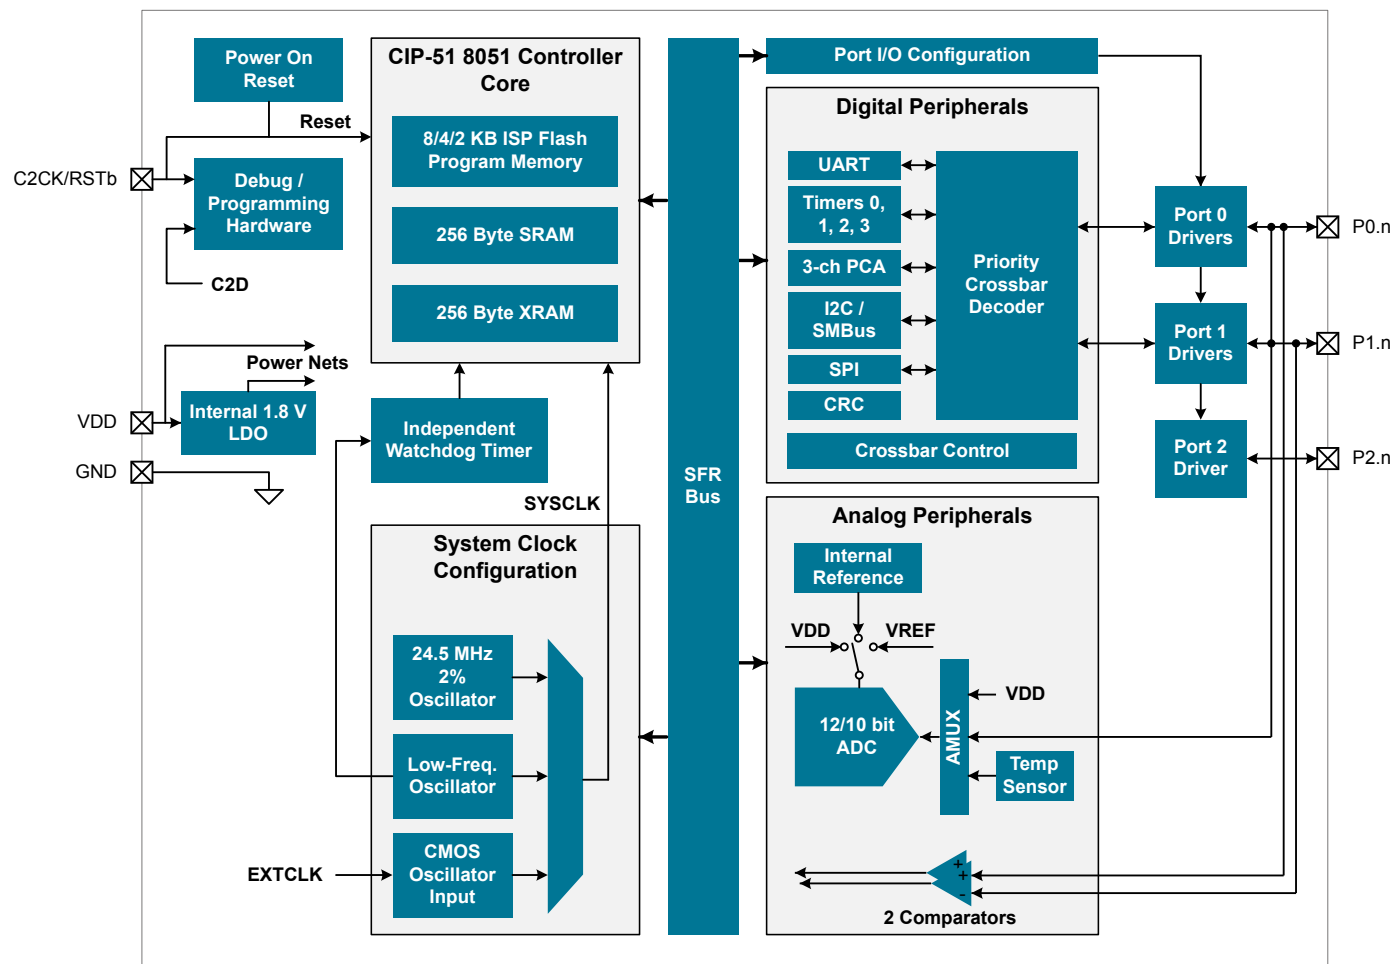 Power On
Reset
Reset
C2CK/RSTb
Debug /
Programming
Hardware
C2D
Power Nets
VDD
Internal 1.8 V
LDO
GND
CIP-51 8051 Controller
Core
8/4/2 KB ISP Flash
Program Memory
256 Byte SRAM
256 Byte XRAM
Independent
Watchdog Timer
SYSCLK
System Clock
Configuration
24.5 MHz
2%
Oscillator
Low-Freq.
Oscillator
EXTCLK
CMOS
Oscillator
Input
SFR
Bus
Port I/O Configuration
Digital Peripherals
UART
Timers 0,
1, 2, 3
3-ch PCA
I2C /
SMBus
SPI
CRC
Priority
Crossbar
Decoder
Crossbar Control
Port 0
Drivers
P0.n
Port 1
Drivers
P1.n
Port 2
Driver
P2.n
Analog Peripherals
Internal
Reference
VDD
VREF
12/10 bit
ADC
AMUX
VDD
Temp
Sensor
+
+
-
2 Comparators